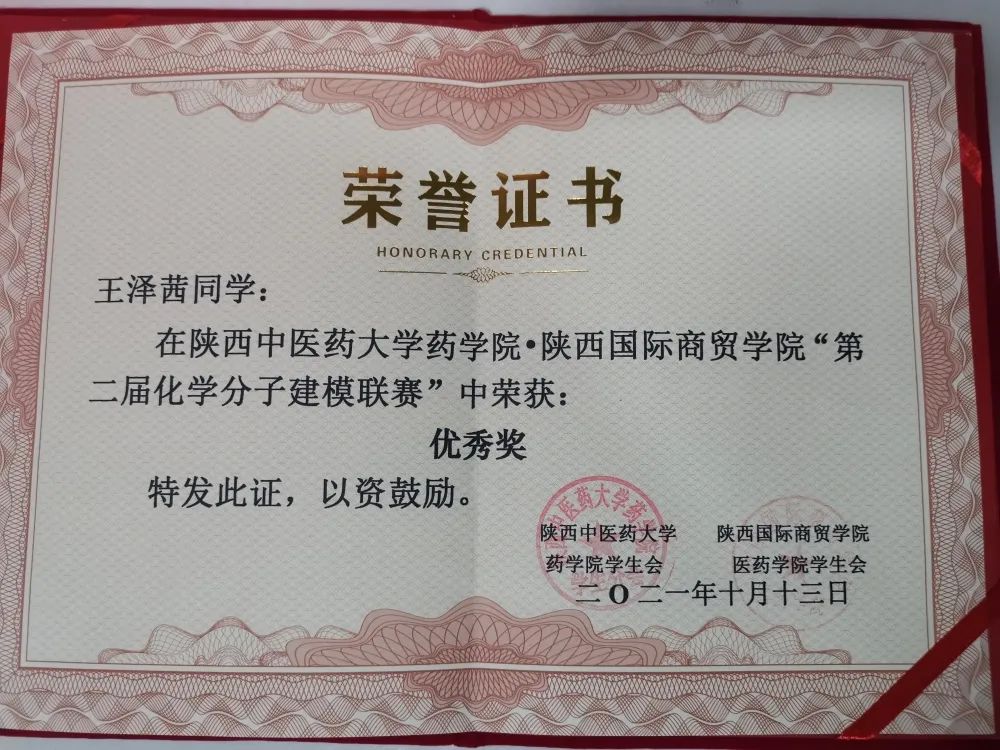 荣誉证书
HONORARY CREDENTIAL
王泽茜同学：
在陕西中医药大学药学院•陕西国际商贸学院“第
二届化学分子建模联赛”中荣获：
优秀奖
特发此证，以资鼓励。
陕西中医药大学 陕西国际商贸学院
药学院学生会 医药学院学生会
二O二一年十月十三日